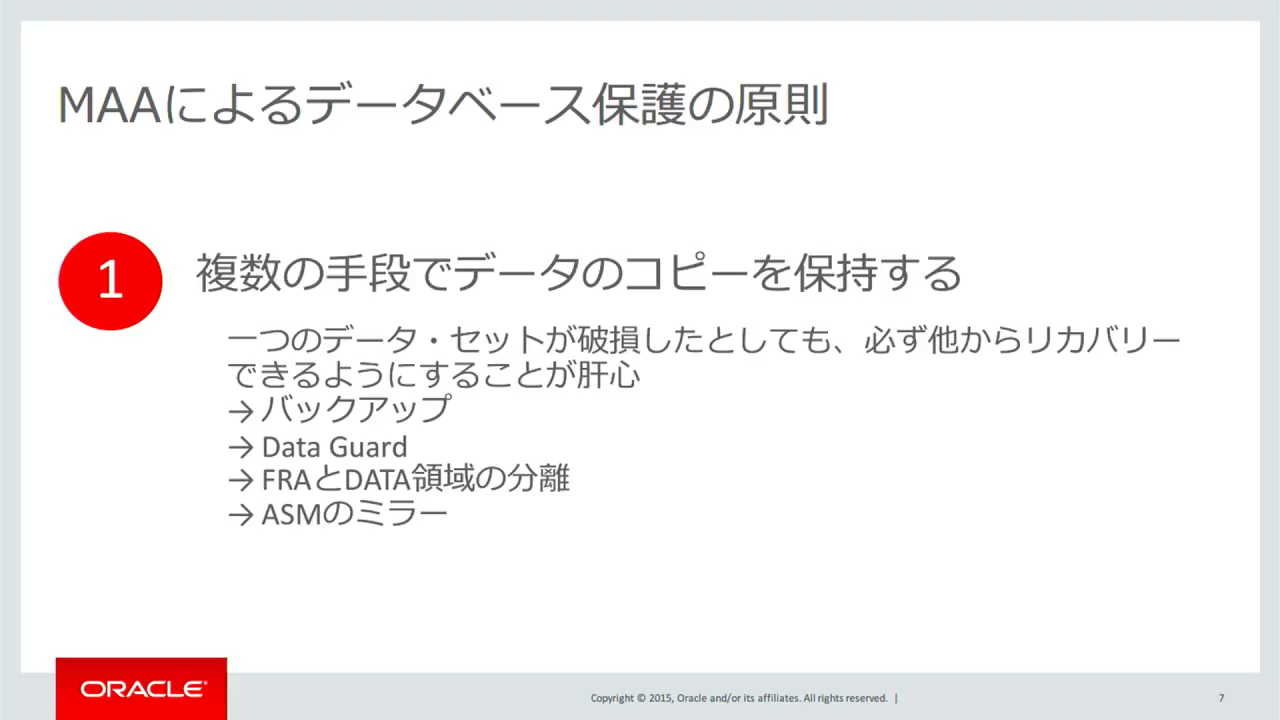 MAAによるデータベース保護の原則
1
複数の手段でデータのコピーを保持する
一つのデータ・セットが破損したとしても、必ず他からリカバリー
できるようにすることが肝心
→ バックアップ
→ Data Guard
→ FRAとDATA領域の分離
→ ASMのミラー
ORACLE®
Copyright © 2015, Oracle and/or its affiliates. All rights reserved. |
7